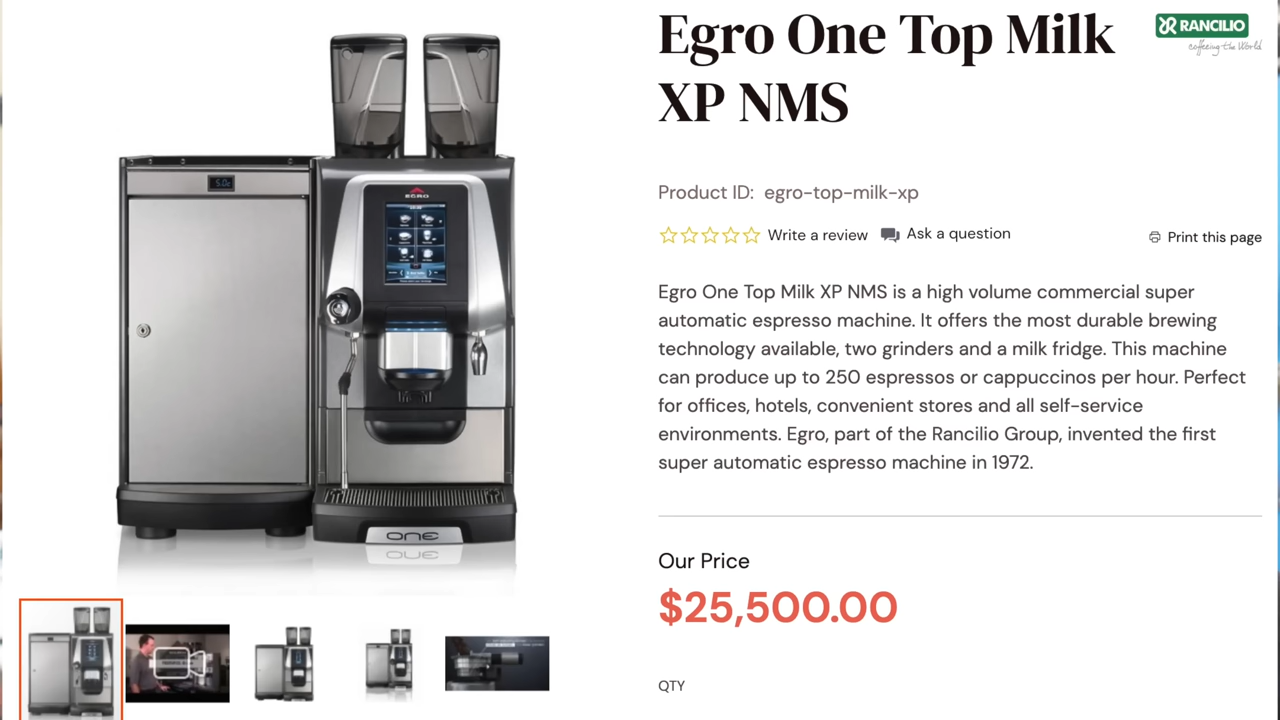 Egro One Top Milk
XP NMS
RANCILIO
coffeeing the World
Product ID: egro-top-milk-xp
Write a review
Ask a question
Print this page
Egro One Top Milk XP NMS is a high volume commercial super
automatic espresso machine. It offers the most durable brewing
technology available, two grinders and a milk fridge. This machine
can produce up to 250 espressos or cappuccinos per hour. Perfect
for offices, hotels, convenient stores and all self-service
environments. Egro, part of the Rancilio Group, invented the first
super automatic espresso machine in 1972.
Our Price
$25,500.00
QTY
EGRO
ONE